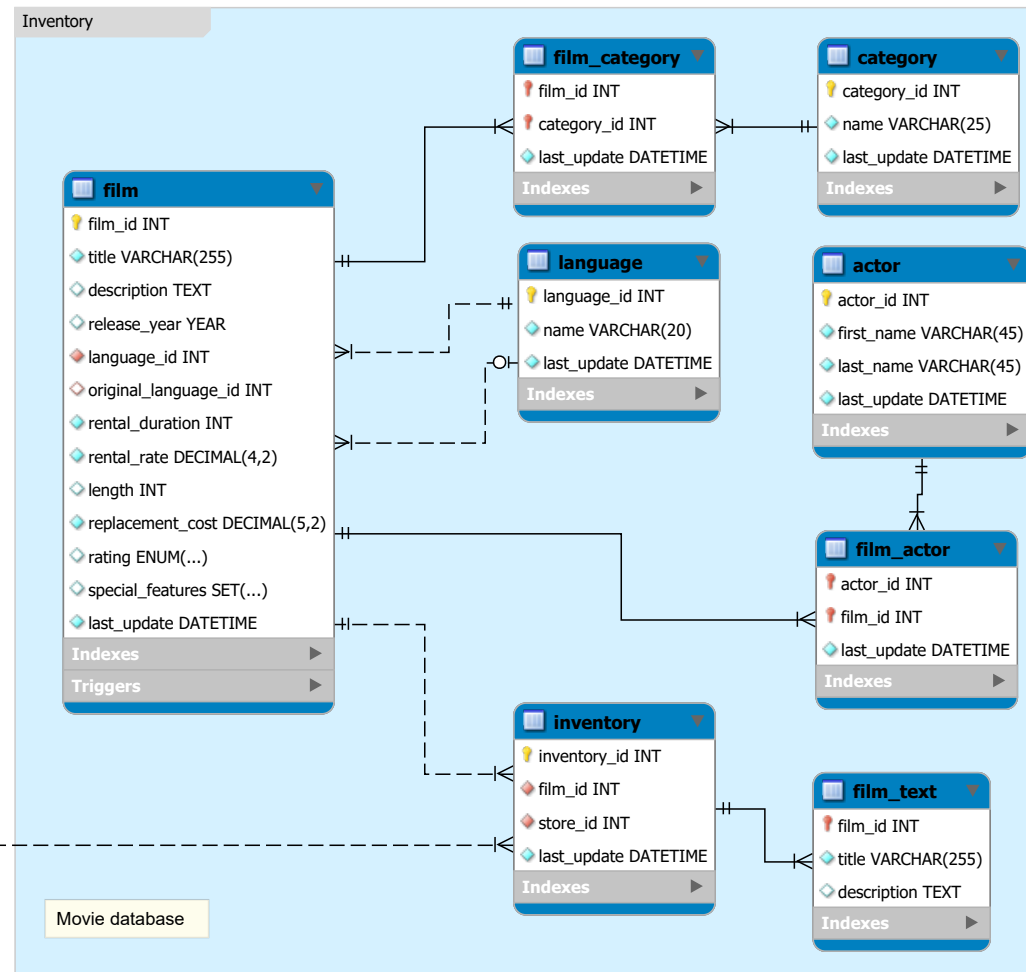 Inventory
film_category
film_id INT
category_id INT
last_update DATETIME
Indexes
category
category_id INT
name VARCHAR(25)
last_update DATETIME
Indexes
film
film_id INT
title VARCHAR(255)
description TEXT
release_year YEAR
language_id INT
original_language_id INT
rental_duration INT
rental_rate DECIMAL(4,2)
length INT
replacement_cost DECIMAL(5,2)
rating ENUM(...)
special_features SET(...)
last_update DATETIME
Indexes
Triggers
language
language_id INT
name VARCHAR(20)
last_update DATETIME
Indexes
actor
actor_id INT
first_name VARCHAR(45)
last_name VARCHAR(45)
last_update DATETIME
Indexes
film_actor
actor_id INT
film_id INT
last_update DATETIME
Indexes
inventory
inventory_id INT
film_id INT
store_id INT
last_update DATETIME
Indexes
film_text
film_id INT
title VARCHAR(255)
description TEXT
Indexes
Movie database